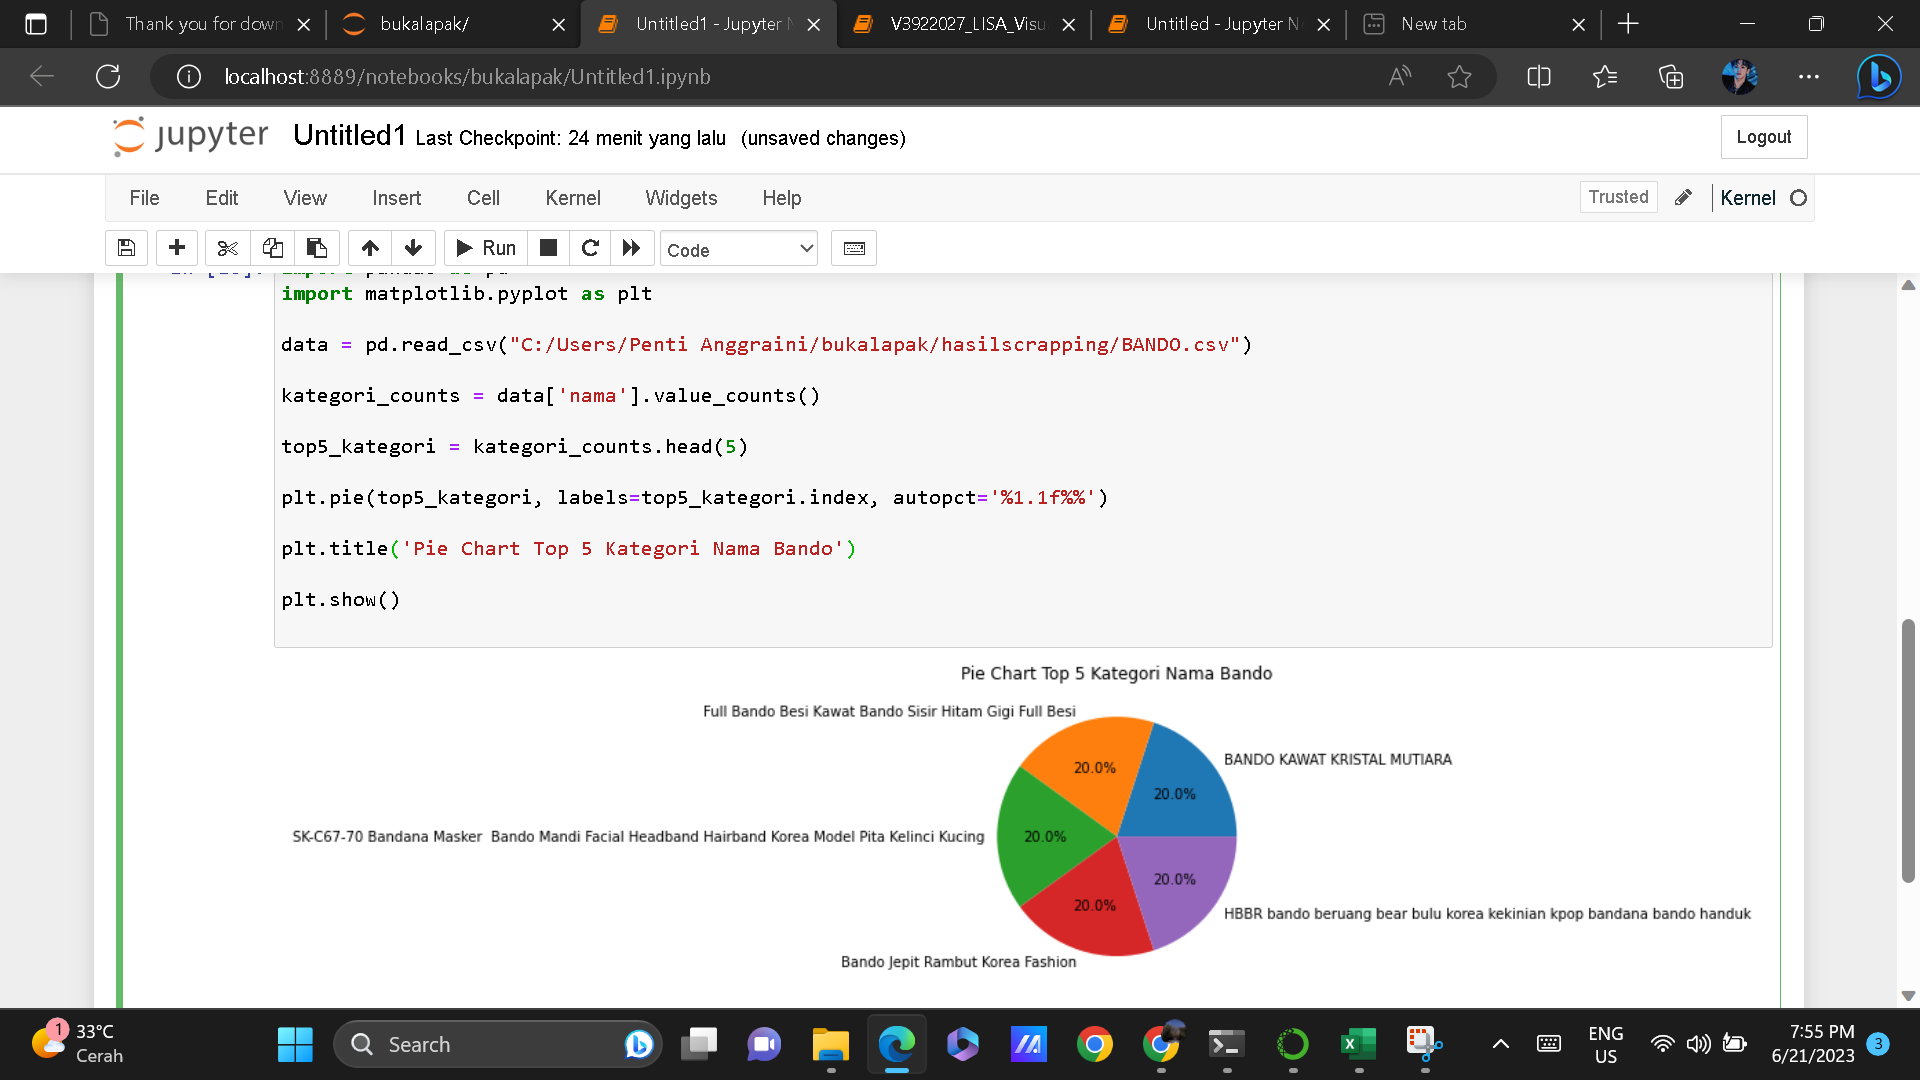 Thank you for down
bukalapak/
Untitled1 - Jupyter N
V3922027_LISA_Visu
Untitled - Jupyter N
New tab
localhost:8889/notebooks/bukalapak/Untitled1.ipynb
jupyter Untitled1 Last Checkpoint: 24 menit yang lalu (unsaved changes)
Logout
File Edit View Insert Cell Kernel Widgets Help
Trusted
Kernel
Run
Code
import matplotlib.pyplot as plt
data = pd.read_csv("C:/Users/Penti Anggraini/bukalapak/hasilscrapping/BANDO.csv")
kategori_counts = data['nama'].value_counts()
top5_kategori = kategori_counts.head(5)
plt.pie(top5_kategori, labels=top5_kategori.index, autopct='%1.1f%%')
plt.title('Pie Chart Top 5 Kategori Nama Bando')
plt.show()
Pie Chart Top 5 Kategori Nama Bando
Full Bando Besi Kawat Bando Sisir Hitam Gigi Full Besi
BANDO KAWAT KRISTAL MUTIARA
20.0%
20.0%
SK-C67-70 Bandana Masker  Bando Mandi Facial Headband Hairband Korea Model Pita Kelinci Kucing
20.0%
20.0%
20.0%
HBBR bando beruang bear bulu korea kekinian kpop bandana bando handuk
Bando Jepit Rambut Korea Fashion
1
33°C
Cerah
Search
ENG
US
7:55 PM
6/21/2023
3